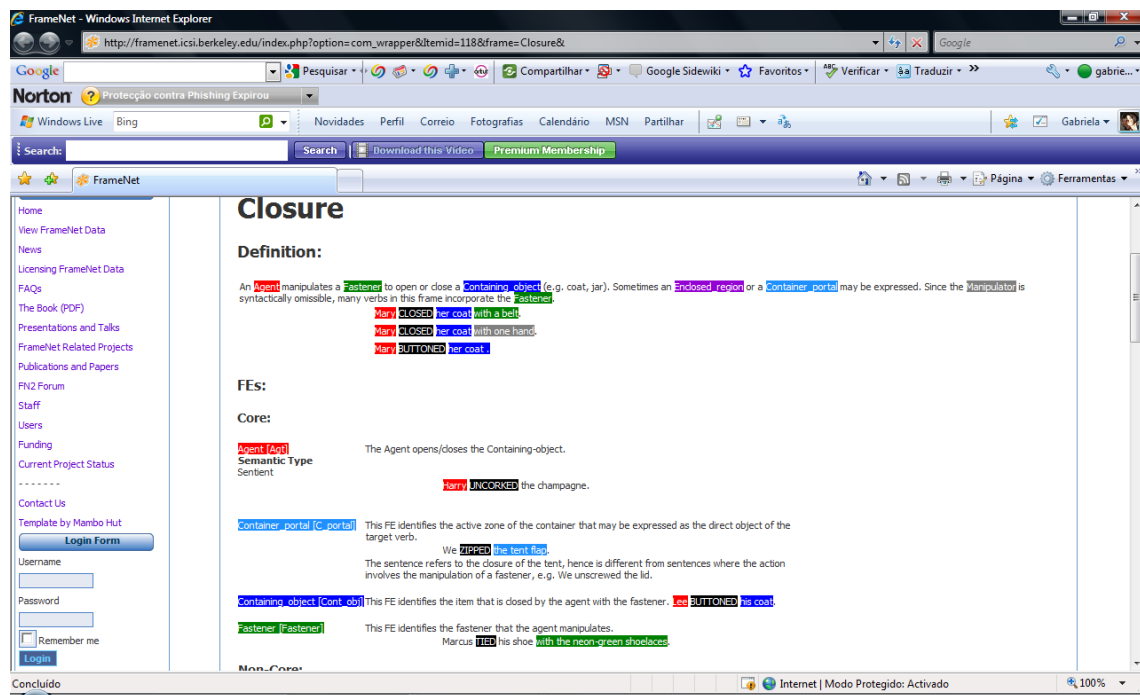 FrameNet - Windows Internet Explorer
http://framenet.icsi.berkeley.edu/index.php?option=com_wrapper&Itemid=118&frame=Closure&
Google
Google Pesquisar Compartilhar Google Sidewiki Favoritos Verificar Traduzir » gabrie...
Norton Protecção contra Phishing Expirou
Windows Live Bing Novidades Perfil Correio Fotografias Calendário MSN Partilhar Gabriela
Search: Search Download this Video Premium Membership
FrameNet Página Ferramentas »
Home
View FrameNet Data
News
Licensing FrameNet Data
FAQs
The Book (PDF)
Presentations and Talks
FrameNet Related Projects
Publications and Papers
FN2 Forum
Staff
Users
Funding
Current Project Status
- - - - - - -
Contact Us
Template by Mambo Hut
Login Form
Username
Password
Remember me
Login
Closure
Definition:
An Agent manipulates a Fastener to open or close a Containing_object (e.g. coat, jar). Sometimes an Enclosed_region or a Container_portal may be expressed. Since the Manipulator is
syntactically omissible, many verbs in this frame incorporate the Fastener.
Mary CLOSED her coat with a belt.
Mary CLOSED her coat with one hand.
Mary BUTTONED her coat .
FEs:
Core:
Agent [Agt] The Agent opens/closes the Containing-object.
Semantic Type
Sentient
Harry UNCORKED the champagne.
Container_portal [C_portal] This FE identifies the active zone of the container that may be expressed as the direct object of the
target verb.
We ZIPPED the tent flap.
The sentence refers to the closure of the tent, hence is different from sentences where the action
involves the manipulation of a fastener, e.g. We unscrewed the lid.
Containing_object [Cont_obj] This FE identifies the item that is closed by the agent with the fastener. Lee BUTTONED his coat.
Fastener [Fastener] This FE identifies the fastener that the agent manipulates.
Marcus TIED his shoe with the neon-green shoelaces.
Non-Core:
Concluído Internet | Modo Protegido: Activado 100%